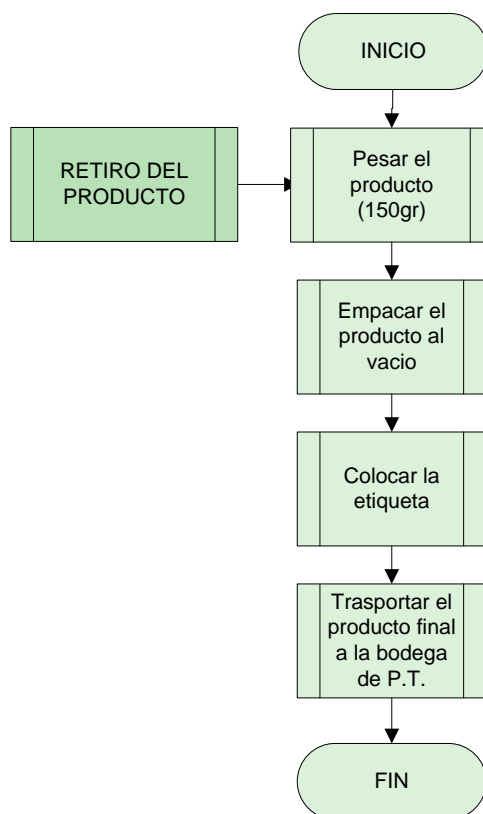 INICIO
RETIRO DEL
PRODUCTO
Pesar el
producto
(150gr)
Empacar el
producto al
vacio
Colocar la
etiqueta
Trasportar el
producto final
a la bodega
de P.T.
FIN